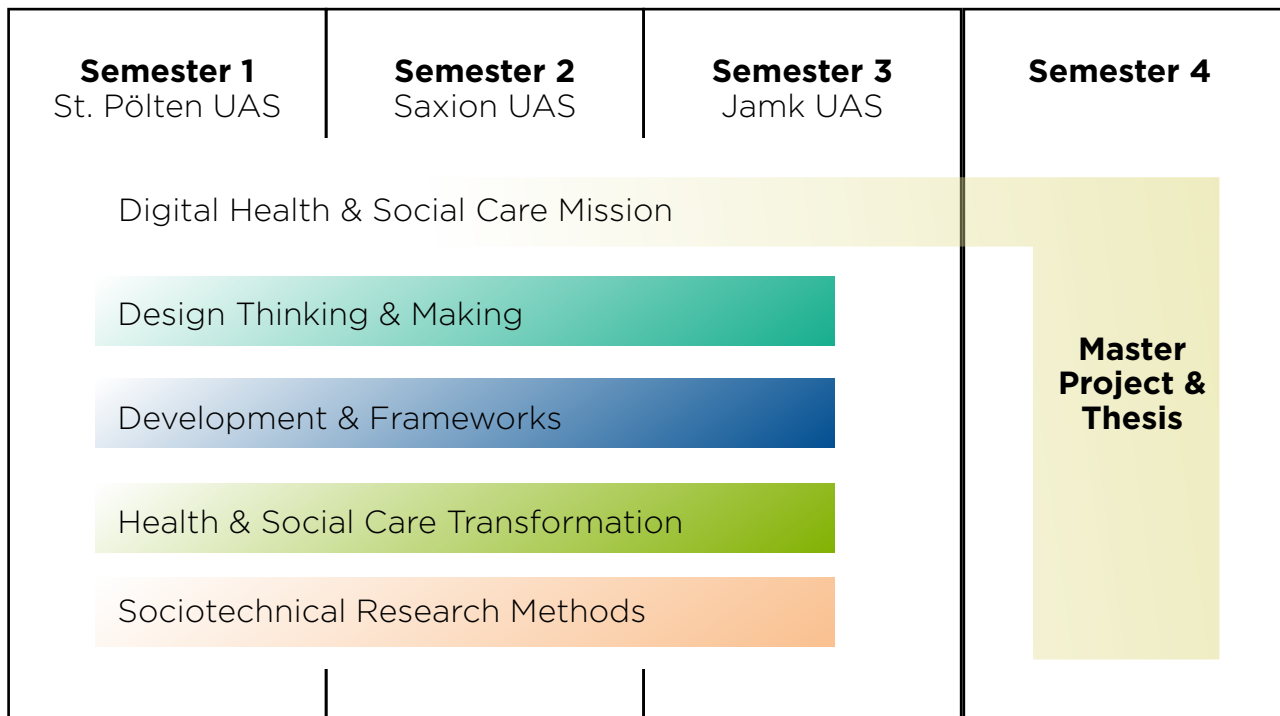 Semester 1
St. Pölten UAS
Semester 2
Saxion UAS
Semester 3
Jamk UAS
Semester 4
Digital Health & Social Care Mission
Design Thinking & Making
Development & Frameworks
Health & Social Care Transformation
Sociotechnical Research Methods
Master
Project &
Thesis